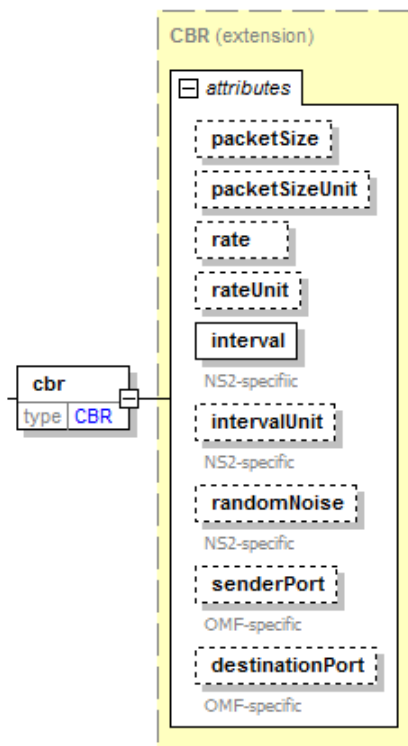 CBR (extension)
attributes
packetSize
packetSizeUnit
rate
rateUnit
interval
NS2-specifiic
cbr
type CBR
intervalUnit
NS2-specific
randomNoise
NS2-specific
senderPort
OMF-specific
destinationPort
OMF-specific